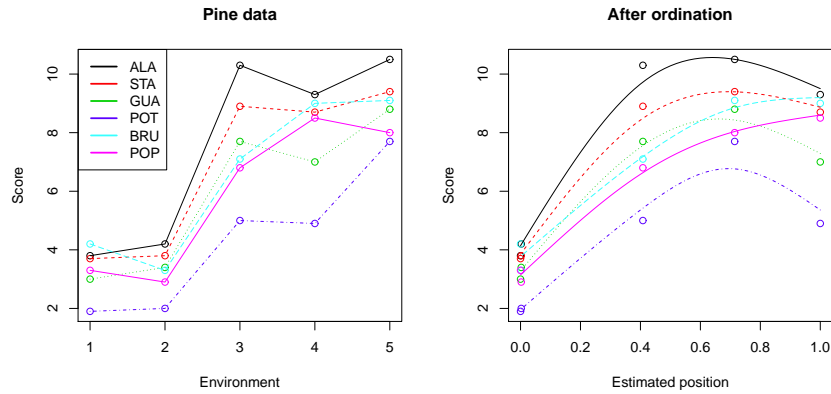 Pine data
Score
10
8
6
4
2
ALA
STA
GUA
POT
BRU
POP
1 2 3 4 5
Environment
After ordination
Score
10
8
6
4
2
0.0 0.2 0.4 0.6 0.8 1.0
Estimated position